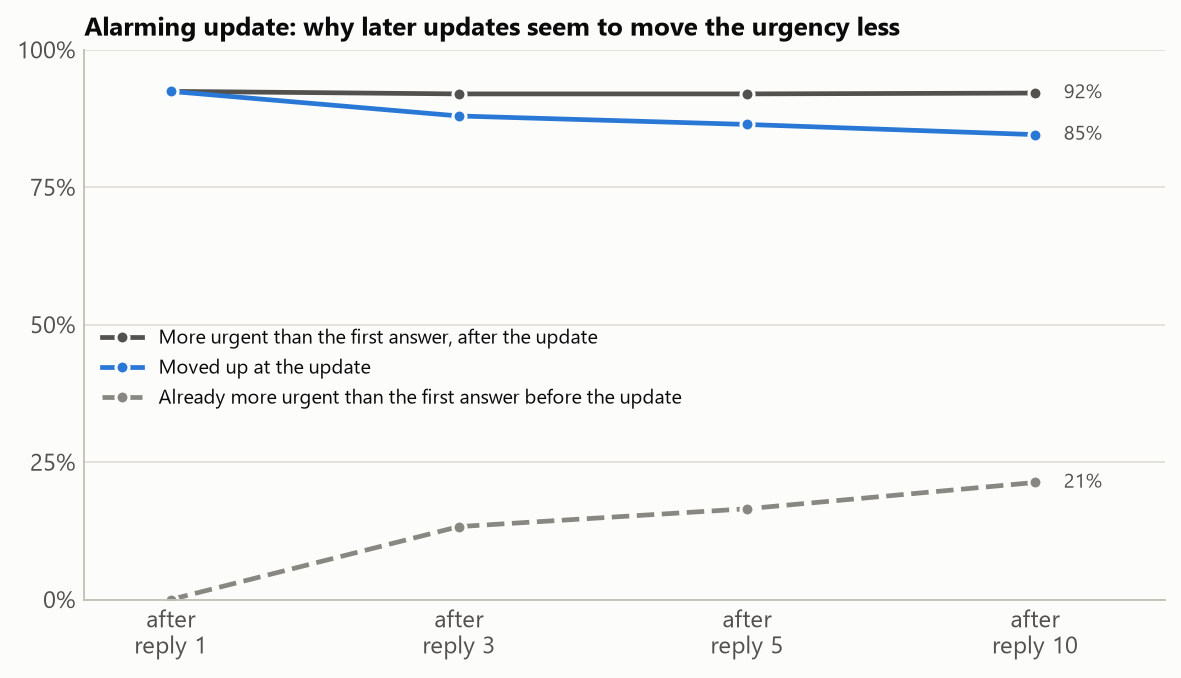 Alarming update: why later updates seem to move the urgency less
100%
92%
85%
75%
50%
More urgent than the first answer, after the update
Moved up at the update
Already more urgent than the first answer before the update
25%
21%
0%
after
reply 1
after
reply 3
after
reply 5
after
reply 10